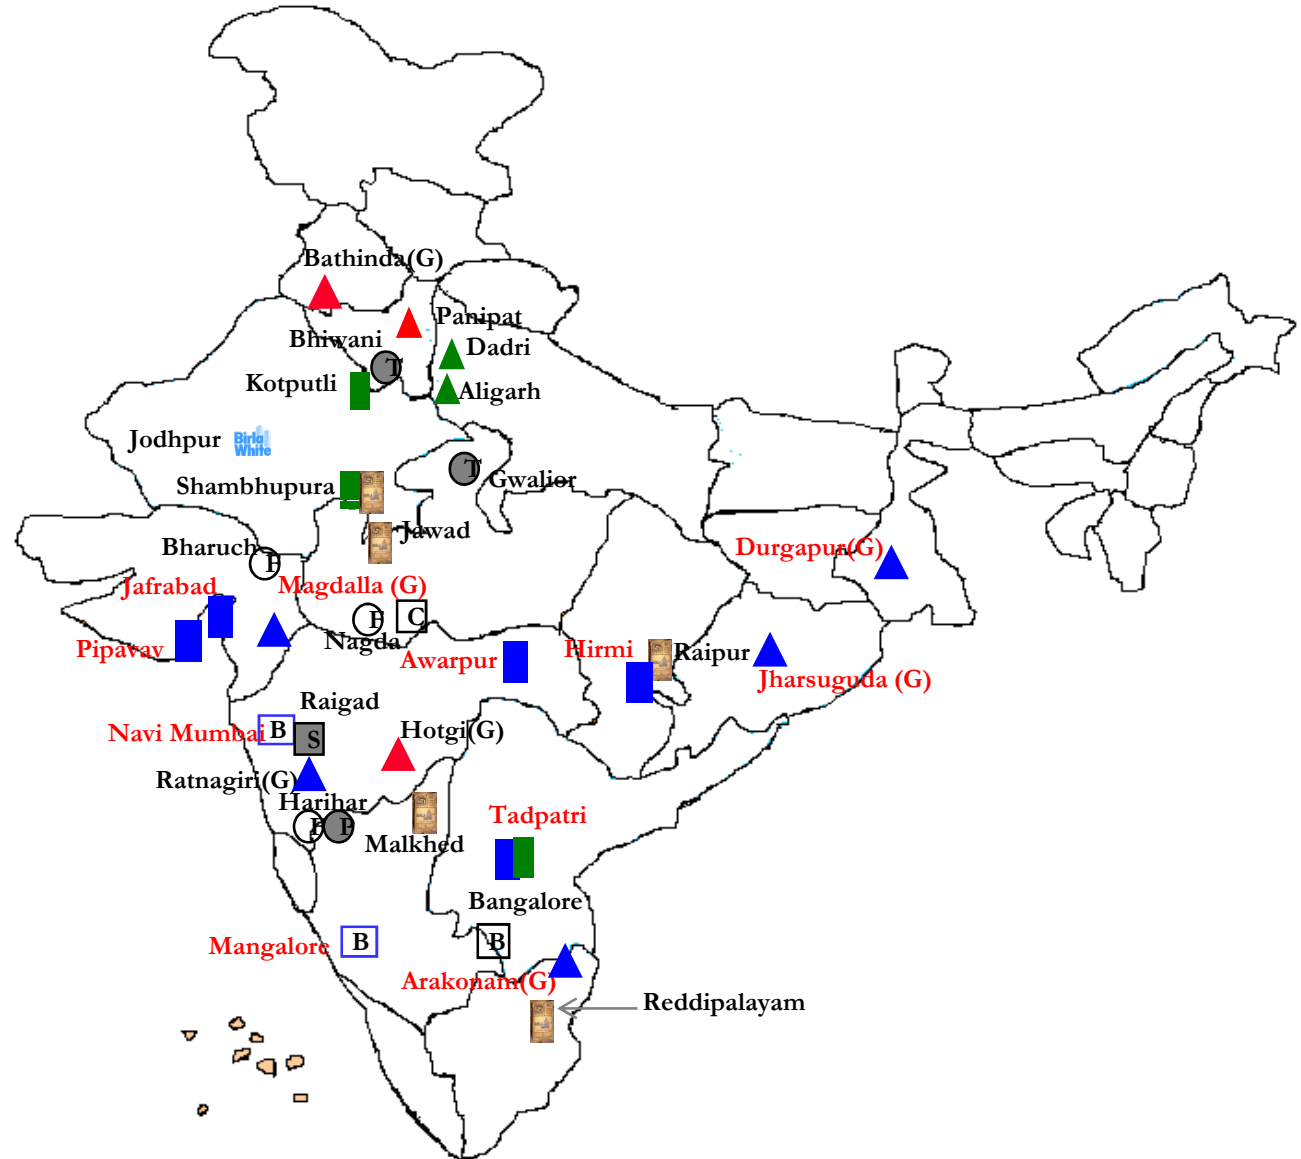 Bathinda(G)
Panipat
Bhiwani
Dadri
T
Kotputli
Aligarh
Jodhpur
Birla
White
T
Gwalior
Shambhupura
Jawad
Bharuch
F
Durgapur(G)
Jafrabad
Magdalla (G)
C
F
Nagda
Pipavav
Awarpur
Hirmi
Raipur
Jharsuguda (G)
Raigad
Navi Mumbai
B
S
Hotgi(G)
Ratnagiri(G)
Harihar
F
P
Malkhed
Tadpatri
Bangalore
Mangalore
B
B
Arakonam(G)
Reddipalayam